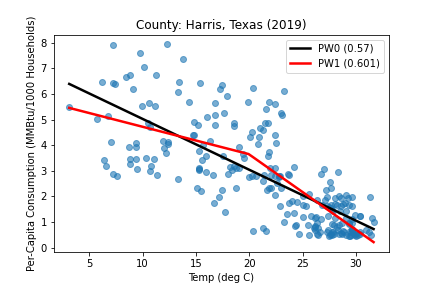 County: Harris, Texas (2019)
PW0 (0.57)
PW1 (0.601)
Per-Capita Consumption (MMBtu/1000 Households)
8
7
6
5
4
3
2
1
0
5 10 15 20 25 30
Temp (deg C)